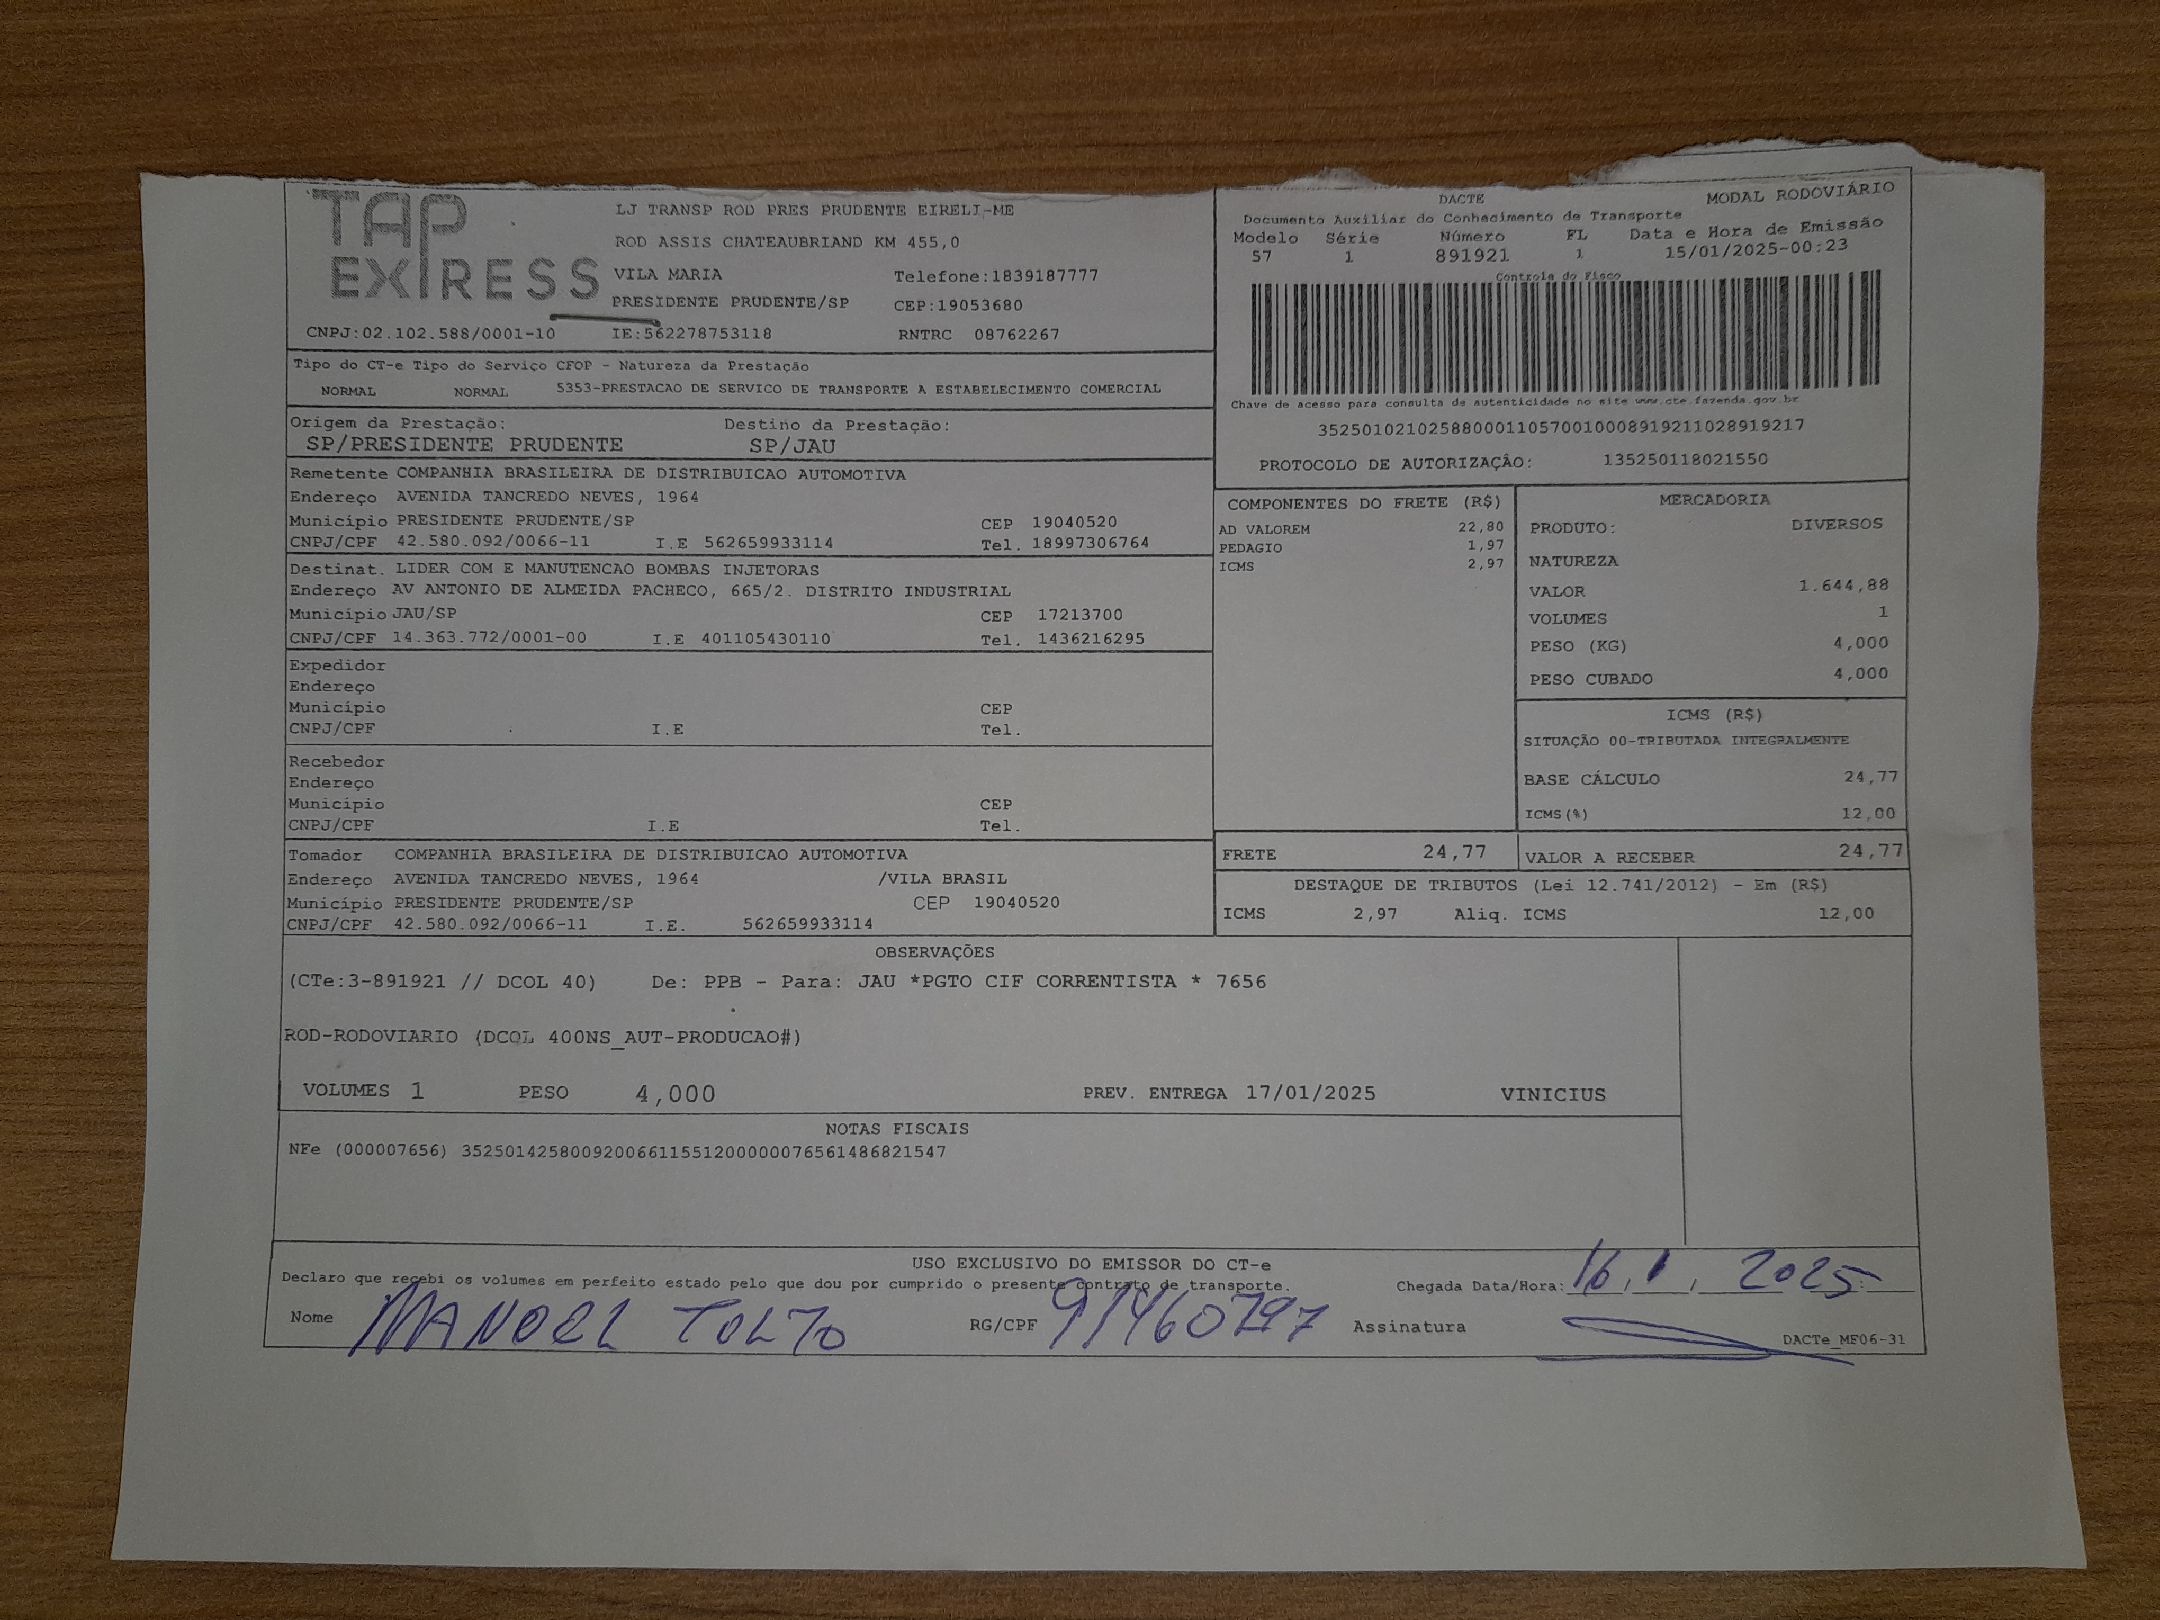 TAP
EXPRESS
LJ TRANSP ROD PRES PRUDENTE EIRELI-ME
ROD ASSIS CHATEAUBRIAND KM 455,0
VILA MARIA Telefone:1839187777
PRESIDENTE PRUDENTE/SP CEP:19053680
CNPJ:02.102.588/0001-10 IE:562278753118 RNTRC 08762267
DACTE MODAL RODOVIÁRIO
Documento Auxiliar do Conhecimento de Transporte
Modelo Série Número FL Data e Hora de Emissão
57 1 891921 1 15/01/2025-00:23
Controle do Fisco
Chave de acesso para consulta de autenticidade no site www.cte.fazenda.gov.br
35250102102588000110570010008919211028919217
PROTOCOLO DE AUTORIZAÇÃO: 135250118021550
Tipo do CT-e Tipo do Serviço CFOP - Natureza da Prestação
NORMAL NORMAL 5353-PRESTACAO DE SERVICO DE TRANSPORTE A ESTABELECIMENTO COMERCIAL
Origem da Prestação: Destino da Prestação:
SP/PRESIDENTE PRUDENTE SP/JAU
Remetente COMPANHIA BRASILEIRA DE DISTRIBUICAO AUTOMOTIVA
Endereço AVENIDA TANCREDO NEVES, 1964
Município PRESIDENTE PRUDENTE/SP CEP 19040520
CNPJ/CPF 42.580.092/0066-11 I.E 562659933114 Tel. 18997306764
Destinat. LIDER COM E MANUTENCAO BOMBAS INJETORAS
Endereço AV ANTONIO DE ALMEIDA PACHECO, 665/2. DISTRITO INDUSTRIAL
Município JAU/SP CEP 17213700
CNPJ/CPF 14.363.772/0001-00 I.E 401105430110 Tel. 1436216295
Expedidor
Endereço
Município CEP
CNPJ/CPF I.E Tel.
Recebedor
Endereço
Município CEP
CNPJ/CPF I.E Tel.
Tomador COMPANHIA BRASILEIRA DE DISTRIBUICAO AUTOMOTIVA
Endereço AVENIDA TANCREDO NEVES, 1964 /VILA BRASIL
Município PRESIDENTE PRUDENTE/SP CEP 19040520
CNPJ/CPF 42.580.092/0066-11 I.E. 562659933114
COMPONENTES DO FRETE (R$)
AD VALOREM 22,80
PEDAGIO 1,97
ICMS 2,97
MERCADORIA
PRODUTO: DIVERSOS
NATUREZA
VALOR 1.644,88
VOLUMES 1
PESO (KG) 4,000
PESO CUBADO 4,000
ICMS (R$)
SITUAÇÃO 00-TRIBUTADA INTEGRALMENTE
BASE CÁLCULO 24,77
ICMS(%) 12,00
FRETE 24,77 VALOR A RECEBER 24,77
DESTAQUE DE TRIBUTOS (Lei 12.741/2012) - Em (R$)
ICMS 2,97 Aliq. ICMS 12,00
OBSERVAÇÕES
(CTe:3-891921 // DCOL 40) De: PPB - Para: JAU *PGTO CIF CORRENTISTA * 7656
ROD-RODOVIARIO (DCOL 400NS_AUT-PRODUCAO#)
VOLUMES 1 PESO 4,000 PREV. ENTREGA 17/01/2025 VINICIUS
NOTAS FISCAIS
NFe (000007656) 35250142580092006611551200000076561486821547
USO EXCLUSIVO DO EMISSOR DO CT-e
Declaro que recebi os volumes em perfeito estado pelo que dou por cumprido o presente contrato de transporte. Chegada Data/Hora: 16, 1, 2025
Nome MANOEL RG/CPF Assinatura
DACTe_MF06-31